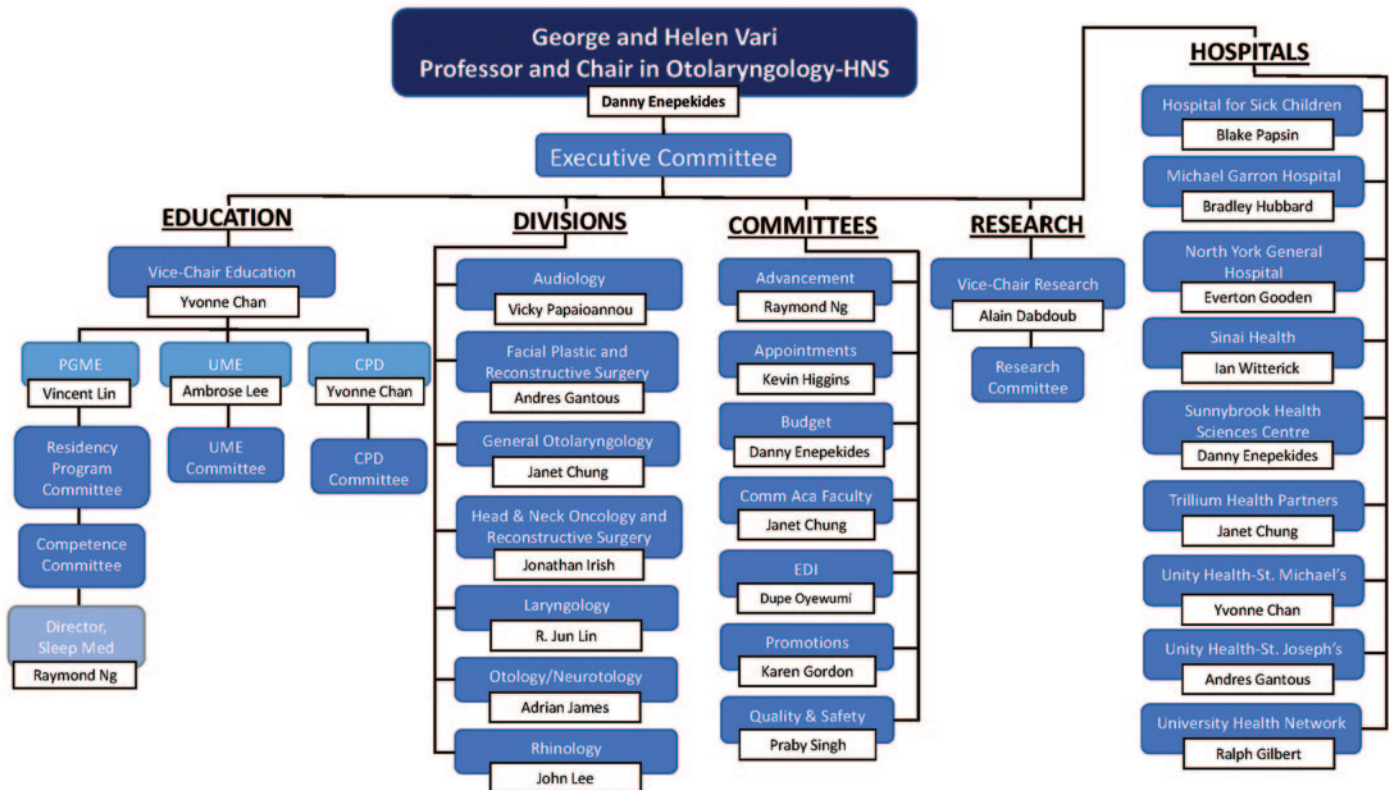 George and Helen Vari
Professor and Chair in Otolaryngology-HNS
Danny Enepekides
Executive Committee
EDUCATION
Vice-Chair Education
Yvonne Chan
PGME
Vincent Lin
Residency
Program
Committee
Competence
Committee
Director,
Sleep Med
Raymond Ng
UME
Ambrose Lee
UME
Committee
CPD
Yvonne Chan
CPD
Committee
DIVISIONS
Audiology
Vicky Papaioannou
Facial Plastic and
Reconstructive Surgery
Andres Gantous
General Otolaryngology
Janet Chung
Head & Neck Oncology and
Reconstructive Surgery
Jonathan Irish
Laryngology
R. Jun Lin
Otology/Neurotology
Adrian James
Rhinology
John Lee
COMMITTEES
Advancement
Raymond Ng
Appointments
Kevin Higgins
Budget
Danny Enepekides
Comm Aca Faculty
Janet Chung
EDI
Dupe Oyewumi
Promotions
Karen Gordon
Quality & Safety
Praby Singh
RESEARCH
Vice-Chair Research
Alain Dabdoub
Research
Committee
HOSPITALS
Hospital for Sick Children
Blake Papsin
Michael Garron Hospital
Bradley Hubbard
North York General
Hospital
Everton Gooden
Sinai Health
Ian Witterick
Sunnybrook Health
Sciences Centre
Danny Enepekides
Trillium Health Partners
Janet Chung
Unity Health-St. Michael's
Yvonne Chan
Unity Health-St. Joseph's
Andres Gantous
University Health Network
Ralph Gilbert